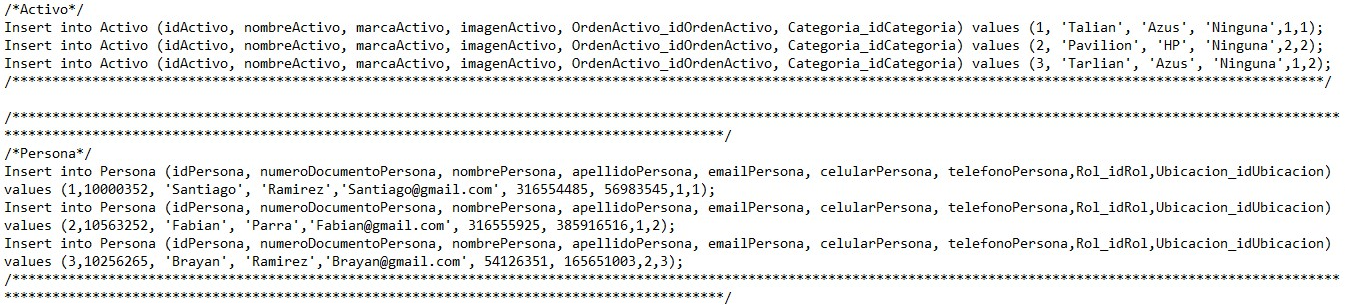 /*Activo*/
Insert into Activo (idActivo, nombreActivo, marcaActivo, imagenActivo, OrdenActivo_idOrdenActivo, Categoria_idCategoria) values (1, 'Talian', 'Azus', 'Ninguna',1,1);
Insert into Activo (idActivo, nombreActivo, marcaActivo, imagenActivo, OrdenActivo_idOrdenActivo, Categoria_idCategoria) values (2, 'Pavilion', 'HP', 'Ninguna',2,2);
Insert into Activo (idActivo, nombreActivo, marcaActivo, imagenActivo, OrdenActivo_idOrdenActivo, Categoria_idCategoria) values (3, 'Tarlian', 'Azus', 'Ninguna',1,2);
/********************************************************************************************************************************************************************/
/***********************************************************************************************************************************************************************
******************************************************************************************/
/*Persona*/
Insert into Persona (idPersona, numeroDocumentoPersona, nombrePersona, apellidoPersona, emailPersona, celularPersona, telefonoPersona,Rol_idRol,Ubicacion_idUbicacion)
values (1,10000352, 'Santiago', 'Ramirez','Santiago@gmail.com', 316554485, 56983545,1,1);
Insert into Persona (idPersona, numeroDocumentoPersona, nombrePersona, apellidoPersona, emailPersona, celularPersona, telefonoPersona,Rol_idRol,Ubicacion_idUbicacion)
values (2,10563252, 'Fabian', 'Parra','Fabian@gmail.com', 316555925, 385916516,1,2);
Insert into Persona (idPersona, numeroDocumentoPersona, nombrePersona, apellidoPersona, emailPersona, celularPersona, telefonoPersona,Rol_idRol,Ubicacion_idUbicacion)
values (3,10256265, 'Brayan', 'Ramirez','Brayan@gmail.com', 54126351, 165651003,2,3);
/***********************************************************************************************************************************************************************
******************************************************************************************/